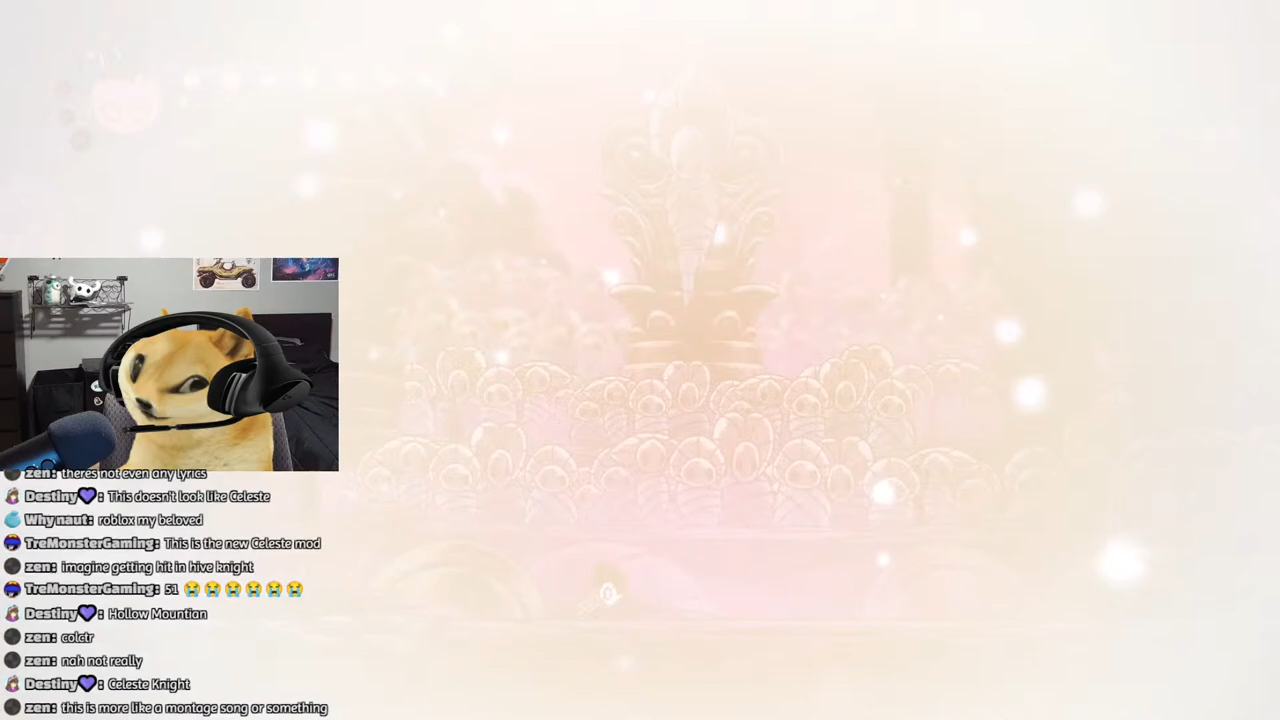 zen: theres not even any lyrics
Destiny💜: This doesn't look like Celeste
Why naut: roblox my beloved
TreMonsterGaming: This is the new Celeste mod
zen: imagine getting hit in hive knight
TreMonsterGaming: 51 😭😭😭😭😭😭
Destiny💜: Hollow Mountian
zen: colctr
zen: nah not really
Destiny💜: Celeste Knight
zen: this is more like a montage song or something